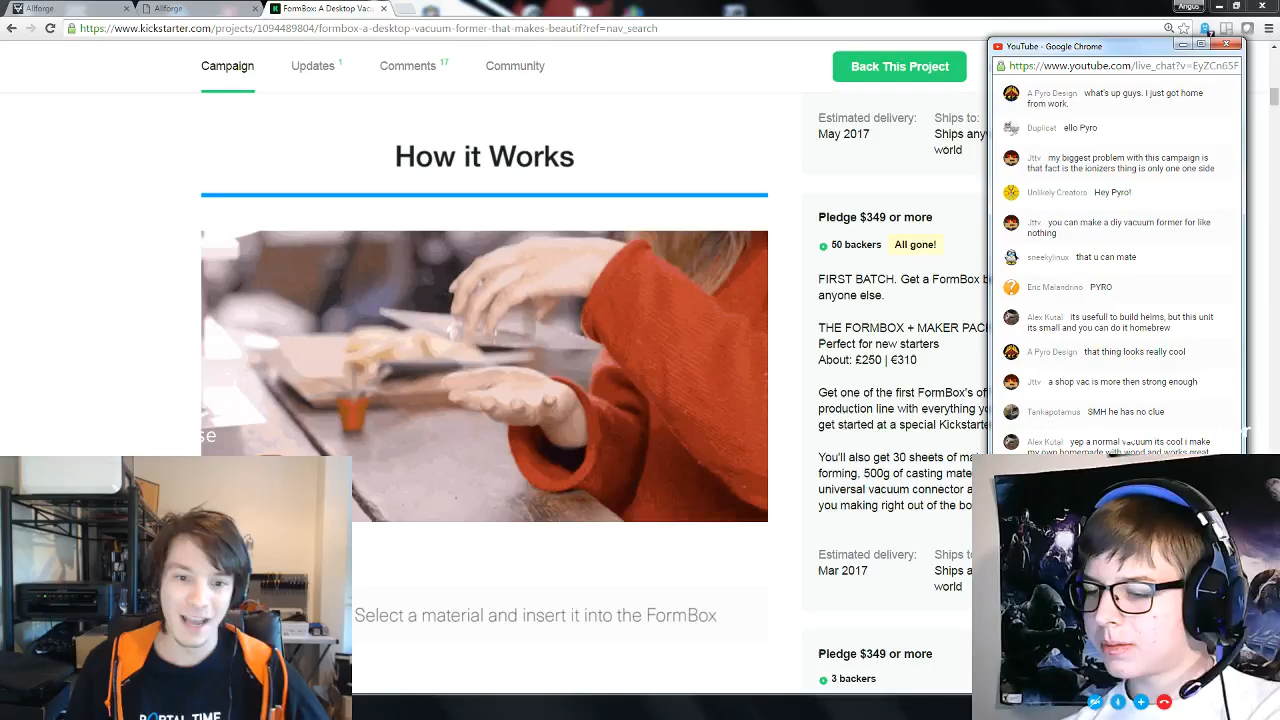 Allforge
Allforge
FormBox: A Desktop Vacu
Angus
https://www.kickstarter.com/projects/1094489804/formbox-a-desktop-vacuum-former-that-makes-beautif?ref=nav_search
Campaign
Updates 1
Comments 17
Community
Back This Project
How it Works
se
Select a material and insert it into the FormBox
Estimated delivery:
May 2017
Ships to:
Ships any
world
Pledge $349 or more
50 backers
All gone!
FIRST BATCH. Get a FormBox b
anyone else.
THE FORMBOX + MAKER PAC
Perfect for new starters
About: £250 | €310
Get one of the first FormBox's of
production line with everything yo
get started at a special Kickstarte
You'll also get 30 sheets of ma
forming, 500g of casting mate
universal vacuum connector a
you making right out of the bo
Estimated delivery:
Mar 2017
Ships to
Ships a
world
Pledge $349 or more
3 backers
YouTube - Google Chrome
https://www.youtube.com/live_chat?v=EyZCn65F
A Pyro Design what's up guys. I just got home
from work.
Duplicat ello Pyro
Jttv my biggest problem with this campaign is
that fact is the ionizers thing is only one one side
Unlikely Creators Hey Pyro!
Jttv you can make a diy vacuum former for like
nothing
sneekylinux that u can mate
Eric Malandrino PYRO
Alex Kutal its usefull to build helms, but this unit
its small and you can do it homebrew
A Pyro Design that thing looks really cool
Jttv a shop vac is more then strong enough
Tankapotamus SMH he has no clue
Alex Kutal yep a normal vacuum its cool i make
my own homemade with wood and works great
PORTAL TIME